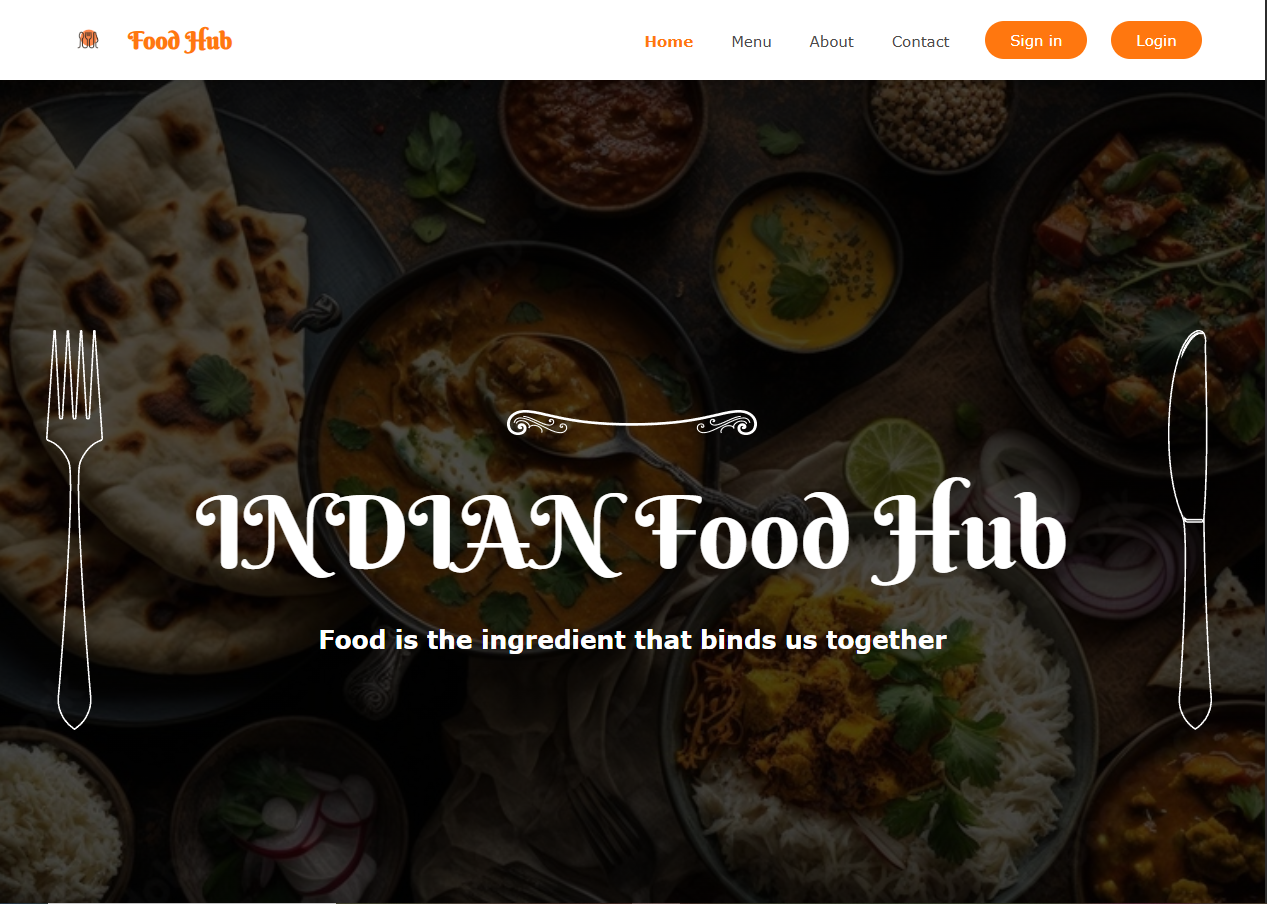 Food Hub
Home Menu About Contact Sign in Login
INDIAN Food Hub
Food is the ingredient that binds us together